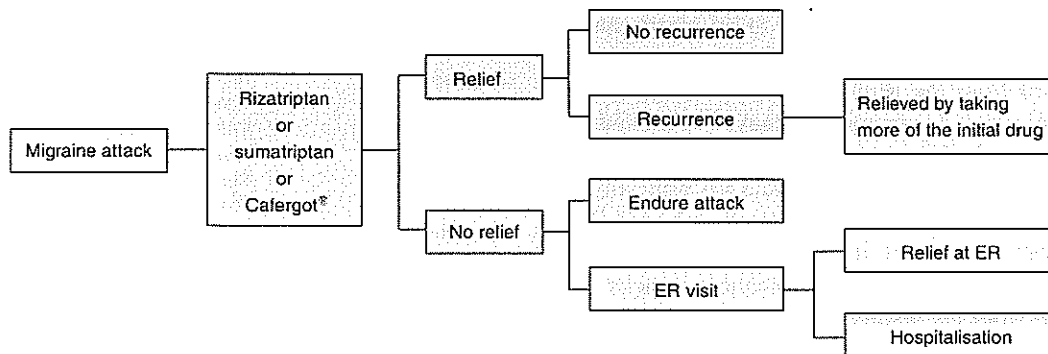 Migraine attack
Rizatriptan
or
sumatriptan
or
Cafergot®
Relief
No relief
No recurrence
Recurrence
Endure attack
ER visit
Relieved by taking
more of the initial drug
Relief at ER
Hospitalisation